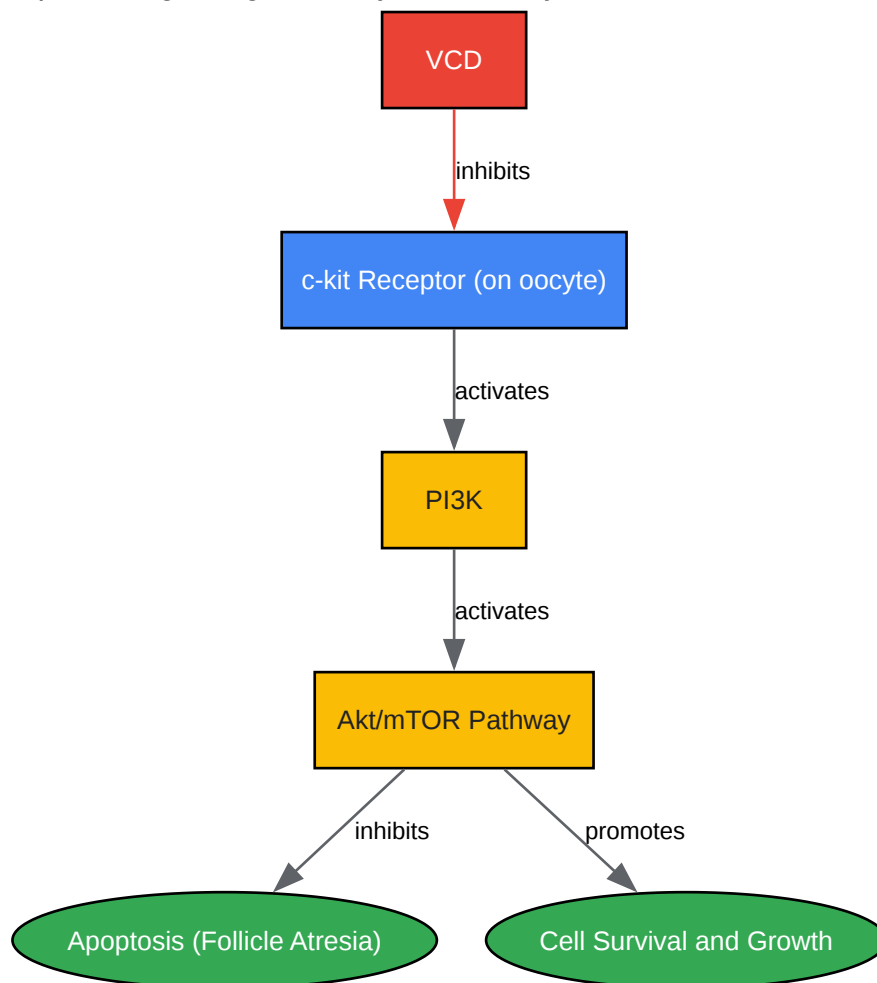 VCD
inhibits
c-kit Receptor (on oocyte)
activates
PI3K
activates
Akt/mTOR Pathway
inhibits
promotes
Apoptosis (Follicle Atresia)
Cell Survival and Growth